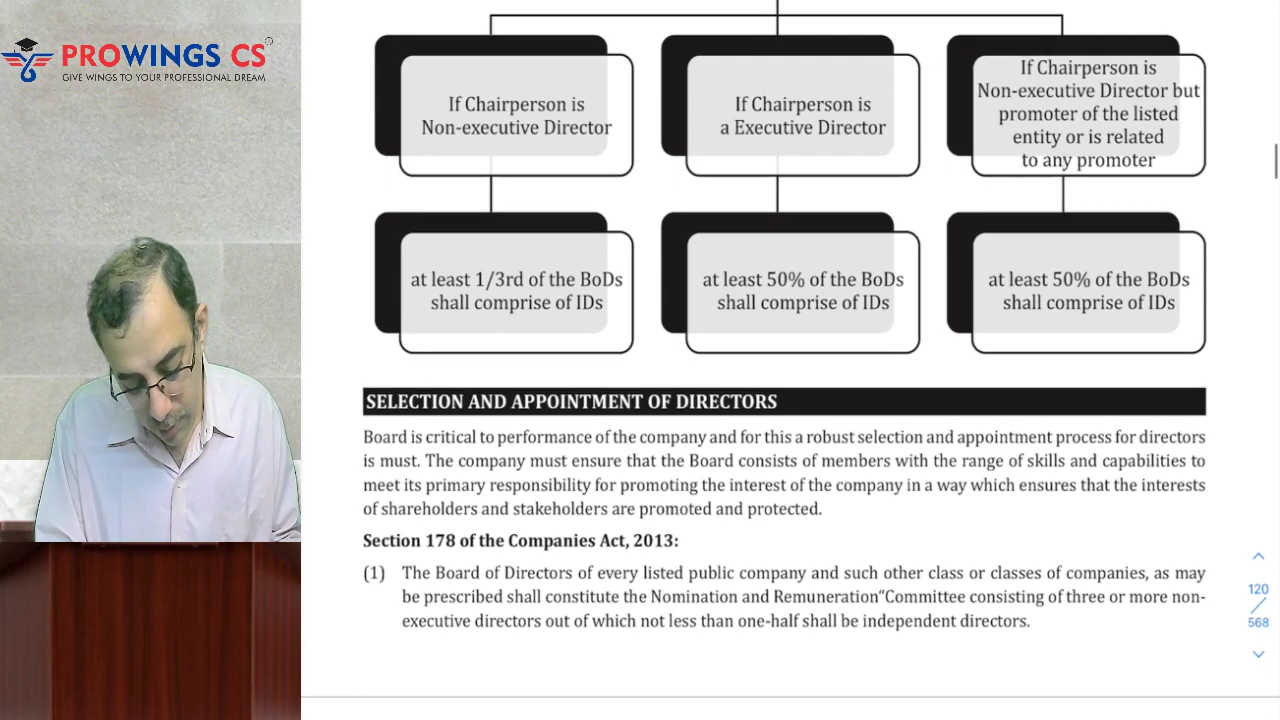 PROWINGS CS
GIVE WINGS TO YOUR PROFESSIONAL DREAM
If Chairperson is
Non-executive Director
If Chairperson is
a Executive Director
If Chairperson is
Non-executive Director but
promoter of the listed
entity or is related
to any promoter
at least 1/3rd of the BoDs
shall comprise of IDs
at least 50% of the BoDs
shall comprise of IDs
at least 50% of the BoDs
shall comprise of IDs
SELECTION AND APPOINTMENT OF DIRECTORS
Board is critical to performance of the company and for this a robust selection and appointment process for directors
is must. The company must ensure that the Board consists of members with the range of skills and capabilities to
meet its primary responsibility for promoting the interest of the company in a way which ensures that the interests
of shareholders and stakeholders are promoted and protected.
Section 178 of the Companies Act, 2013:
(1) The Board of Directors of every listed public company and such other class or classes of companies, as may
be prescribed shall constitute the Nomination and Remuneration“Committee consisting of three or more non-
executive directors out of which not less than one-half shall be independent directors.
120
568